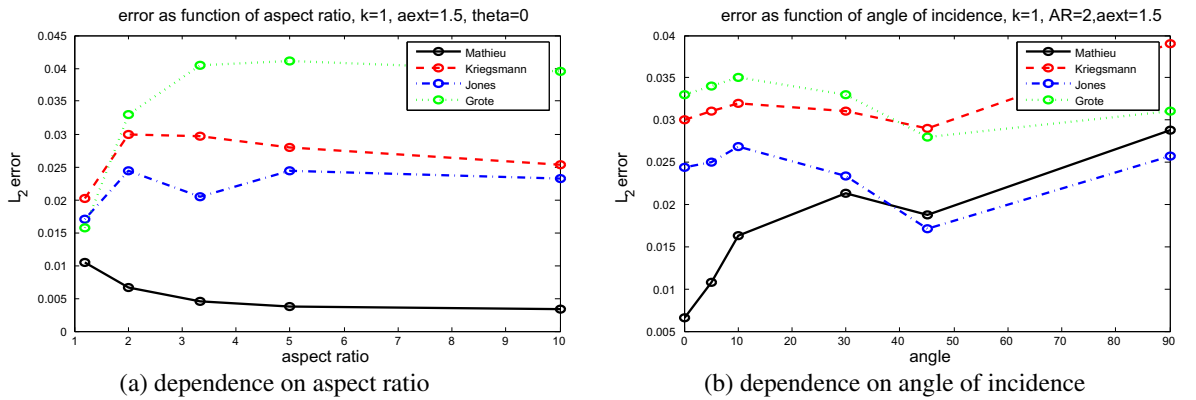 error as function of aspect ratio, k=1, aext=1.5, theta=0
0.045
0.04
0.035
0.03
0.025
0.02
0.015
0.01
0.005
0
L2 error
Mathieu
Kriegsmann
Jones
Grote
1 2 3 4 5 6 7 8 9 10
aspect ratio
(a) dependence on aspect ratio
error as function of angle of incidence, k=1, AR=2,aext=1.5
0.04
0.035
0.03
0.025
0.02
0.015
0.01
0.005
L2 error
Mathieu
Kriegsmann
Jones
Grote
0 10 20 30 40 50 60 70 80 90
angle
(b) dependence on angle of incidence